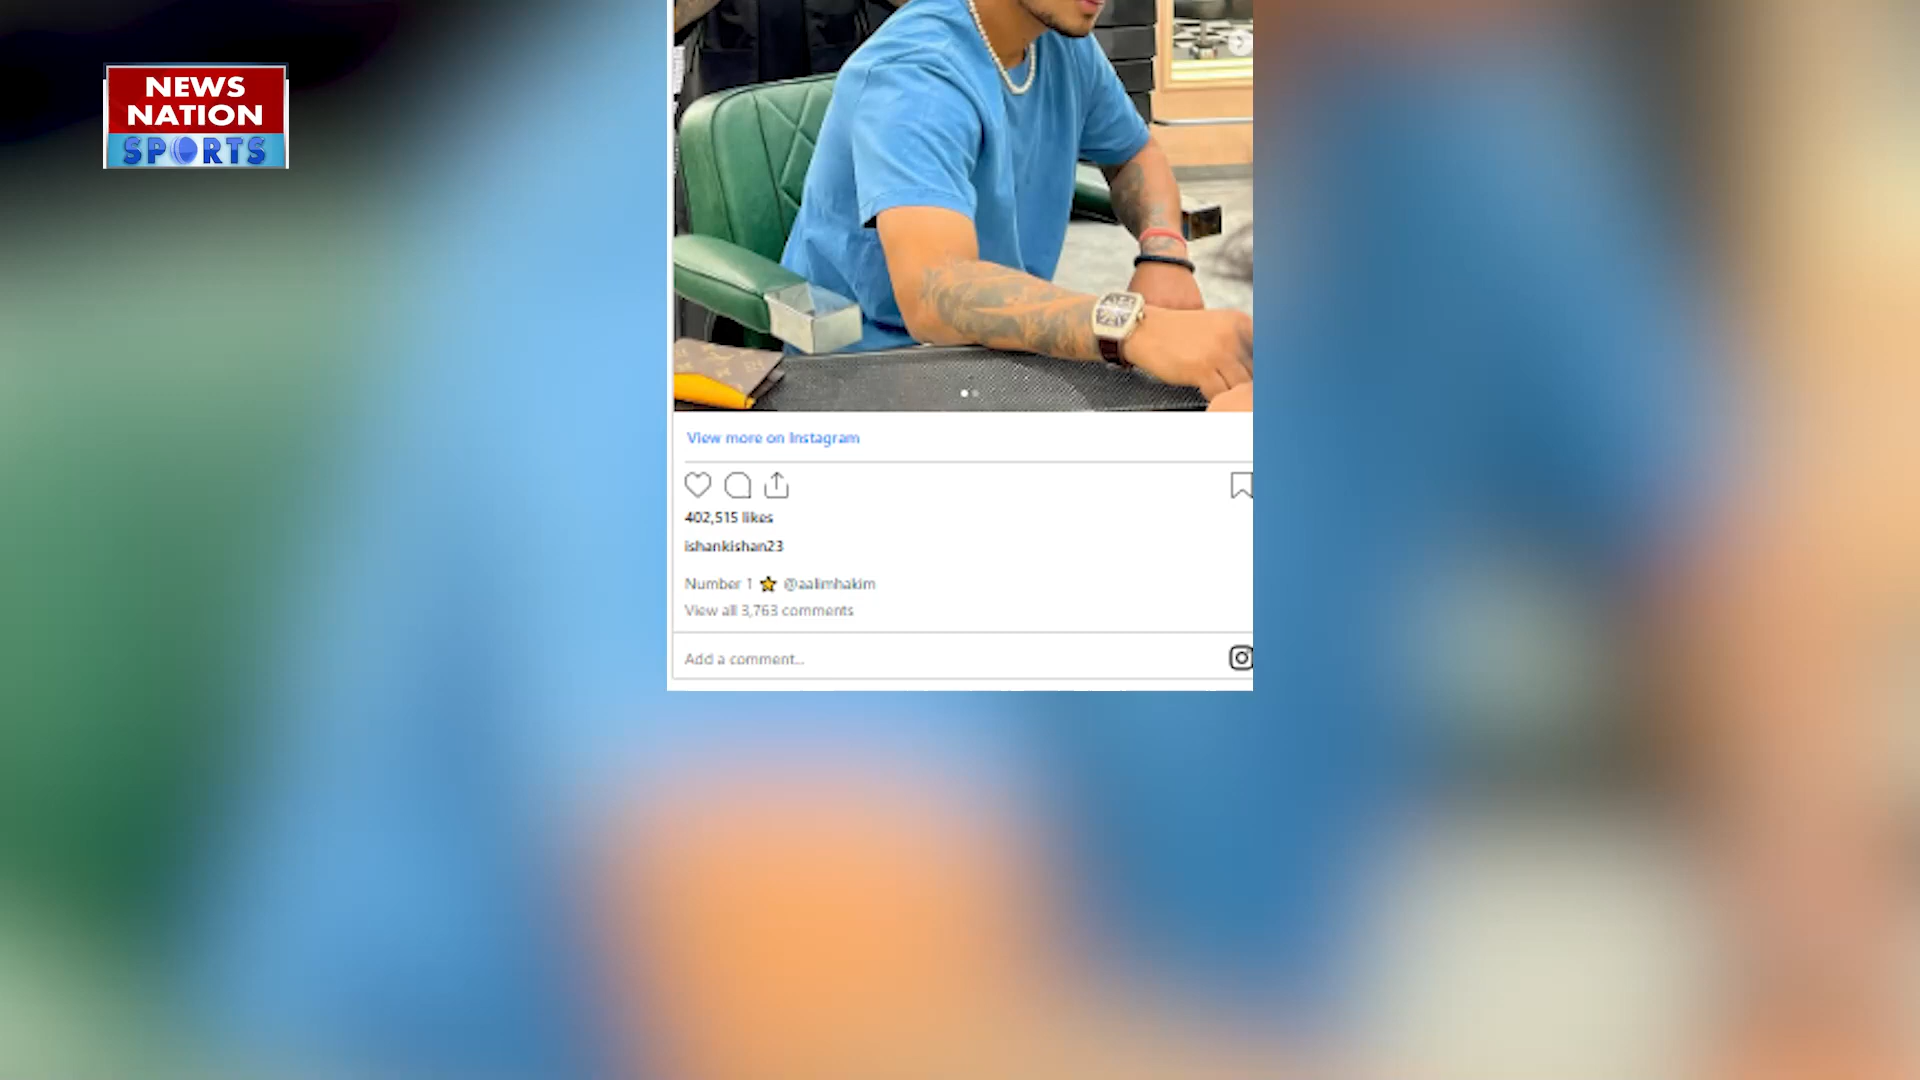 NEWS
NATION
SPORTS
View more on Instagram
402,515 likes
ishankishan23
Number 1 ⭐ @aalimhakim
View all 3,763 comments
Add a comment...